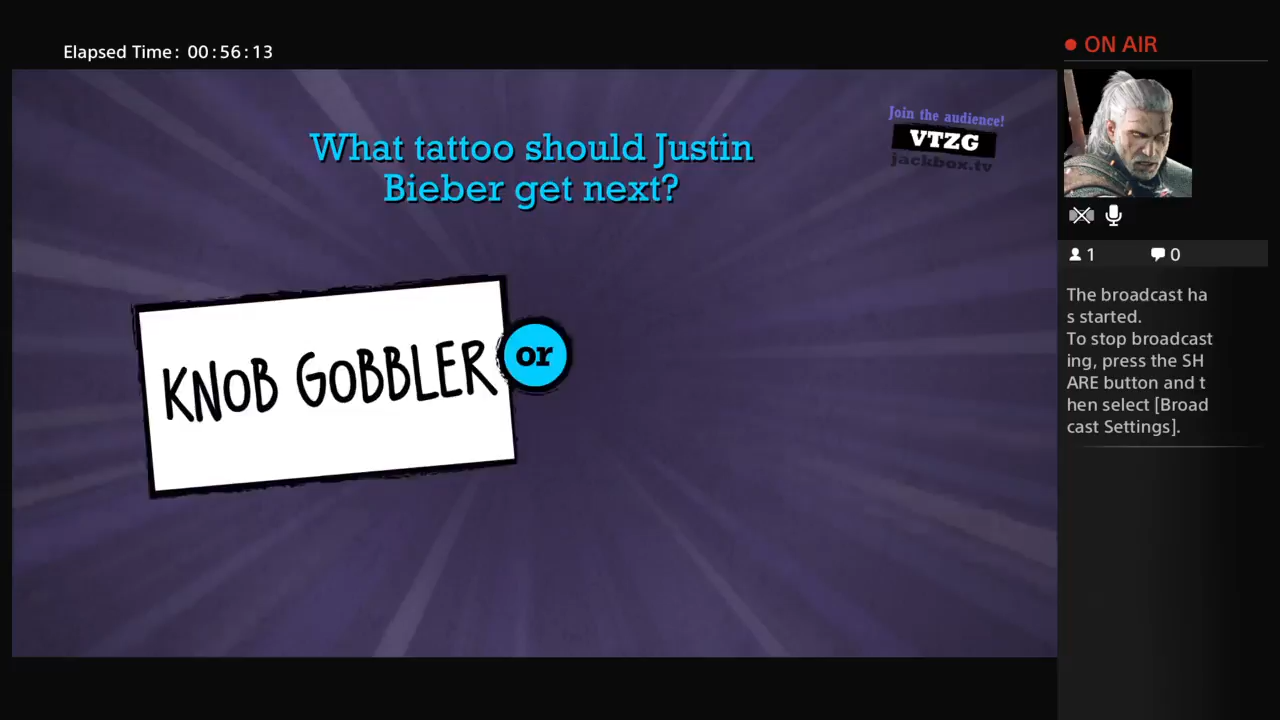 Elapsed Time: 00:56:13
ON AIR
What tattoo should Justin
Bieber get next?
Join the audience!
VTZG
jackbox.tv
KNOB GOBBLER
or
1
0
The broadcast ha
s started.
To stop broadcast
ing, press the SH
ARE button and t
hen select [Broad
cast Settings].